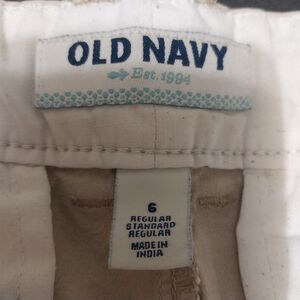 OLD NAVY
Est. 1994
6
REGULAR
STANDARD
REGULAR
MADE IN
INDIA